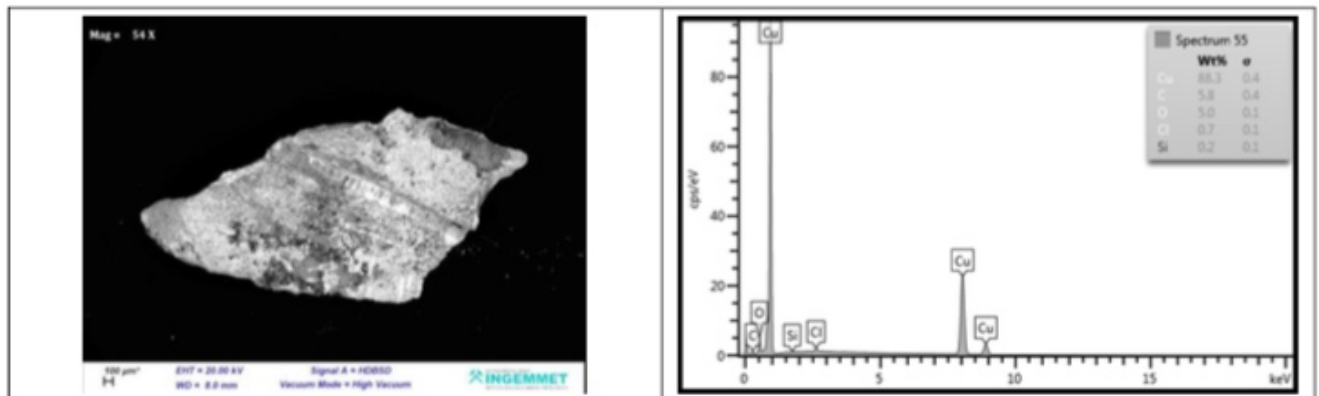 Mag = 54 X
100 µm
EHT = 20.00 kV
WD = 8.0 mm
Signal A = HDBSD
Vacuum Mode = High Vacuum
INGEMMET
Spectrum 55
Wt% σ
Cu 88.3 0.4
C 5.8 0.4
O 5.0 0.1
Cl 0.7 0.1
Si 0.2 0.1
cps/eV
80
60
40
20
0
Cu
O
C
Si
Cl
Cu
Cu
0 5 10 15 keV